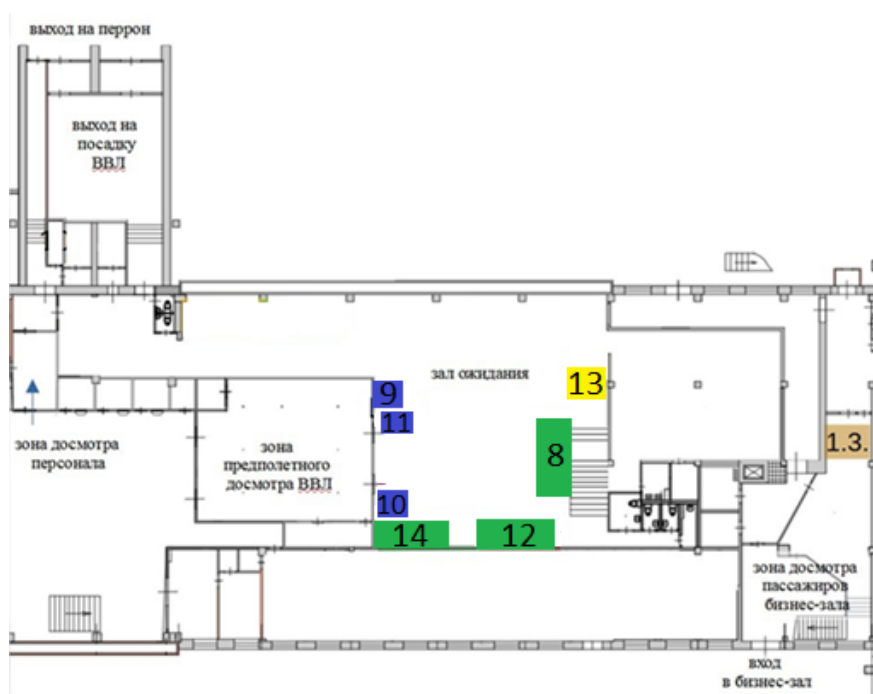 выход на перрон
выход на
посадку
ВВЛ
зал ожидания
13
9
11
8
1.3.
зона досмотра
персонала
зона
предполетного
досмотра ВВЛ
10
14
12
зона досмотра
пассажиров
бизнес-зала
вход
в бизнес-зал